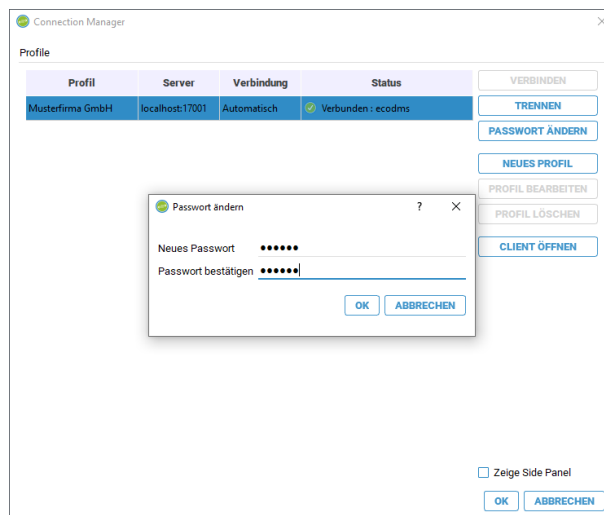 Connection Manager
Profile
Profil Server Verbindung Status
Musterfirma GmbH localhost:17001 Automatisch Verbunden : ecodms
VERBINDEN
TRENNEN
PASSWORT ÄNDERN
NEUES PROFIL
PROFIL BEARBEITEN
PROFIL LÖSCHEN
CLIENT ÖFFNEN
Passwort ändern ?
Neues Passwort ●●●●●●
Passwort bestätigen ●●●●●●
OK ABBRECHEN
Zeige Side Panel
OK ABBRECHEN